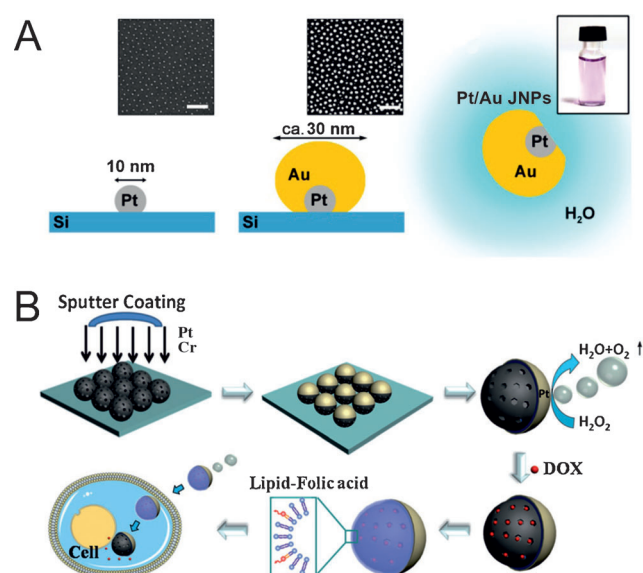 A
10 nm
Pt
Si
ca. 30 nm
Au
Pt
Si
Pt/Au JNPs
Pt
Au
H₂O
B
Sputter Coating
Pt
Cr
Pt
H₂O+O₂ ↑
H₂O₂
DOX
Lipid-Folic acid
Cell